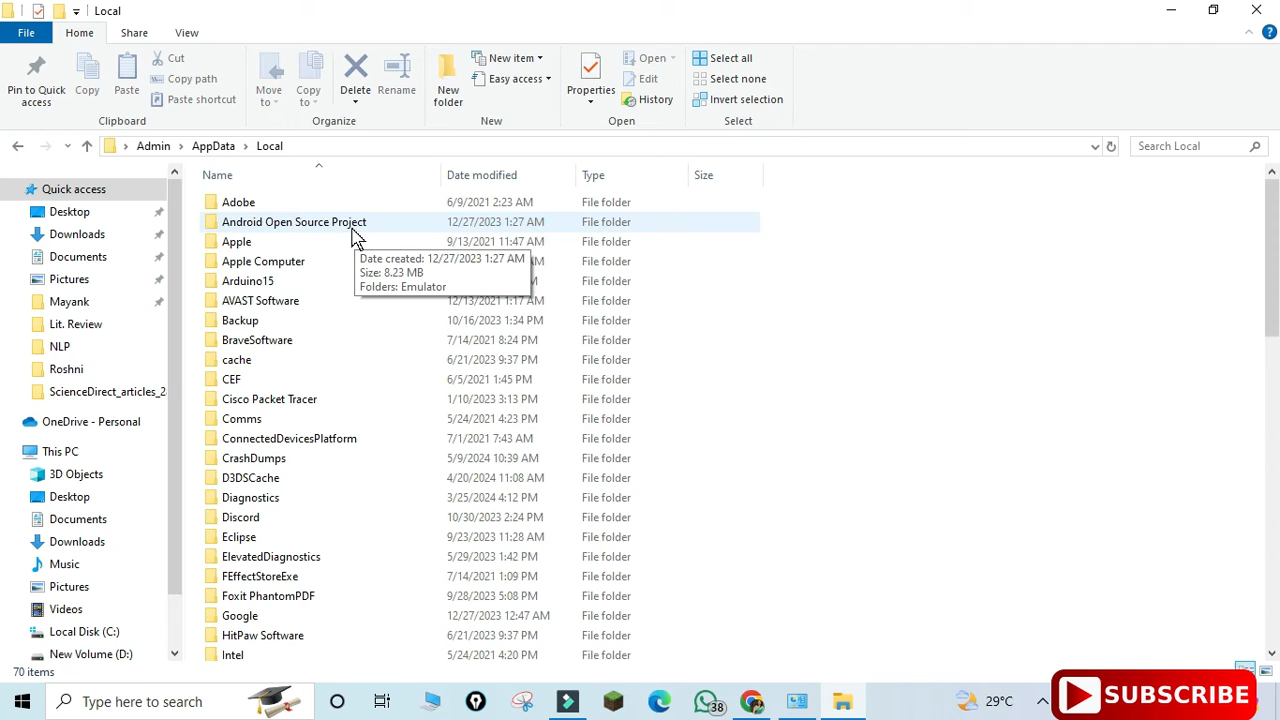 Local
File Home Share View
Pin to Quick access
Copy
Paste
Cut
Copy path
Paste shortcut
Clipboard
Move to
Copy to
Delete
Rename
Organize
New folder
New item
Easy access
New
Properties
Open
Edit
History
Open
Select all
Select none
Invert selection
Select
Admin > AppData > Local
Search Local
Name Date modified Type Size
Quick access
Desktop
Downloads
Documents
Pictures
Mayank
Lit. Review
NLP
Roshni
ScienceDirect_articles_2
OneDrive - Personal
This PC
3D Objects
Desktop
Documents
Downloads
Music
Pictures
Videos
Local Disk (C:)
New Volume (D:)
Adobe 6/9/2021 2:23 AM File folder
Android Open Source Project 12/27/2023 1:27 AM File folder
Apple 9/13/2021 11:47 AM File folder
Apple Computer File folder
Arduino15 File folder
AVAST Software 12/13/2021 1:17 AM File folder
Backup 10/16/2023 1:34 PM File folder
BraveSoftware 7/14/2021 8:24 PM File folder
cache 6/21/2023 9:37 PM File folder
CEF 6/5/2021 1:45 PM File folder
Cisco Packet Tracer 1/10/2023 3:13 PM File folder
Comms 5/24/2021 4:23 PM File folder
ConnectedDevicesPlatform 7/1/2021 7:43 AM File folder
CrashDumps 5/9/2024 10:39 AM File folder
D3DSCache 4/20/2024 11:08 AM File folder
Diagnostics 3/25/2024 4:12 PM File folder
Discord 10/30/2023 2:24 PM File folder
Eclipse 9/23/2023 11:28 AM File folder
ElevatedDiagnostics 5/29/2023 1:42 PM File folder
FEffectStoreExe 7/14/2021 1:09 PM File folder
Foxit PhantomPDF 9/28/2023 5:08 PM File folder
Google 12/27/2023 12:47 AM File folder
HitPaw Software 6/21/2023 9:37 PM File folder
Intel 5/24/2021 4:20 PM File folder
Date created: 12/27/2023 1:27 AM
Size: 8.23 MB
Folders: Emulator
70 items
Type here to search
38
29°C
SUBSCRIBE